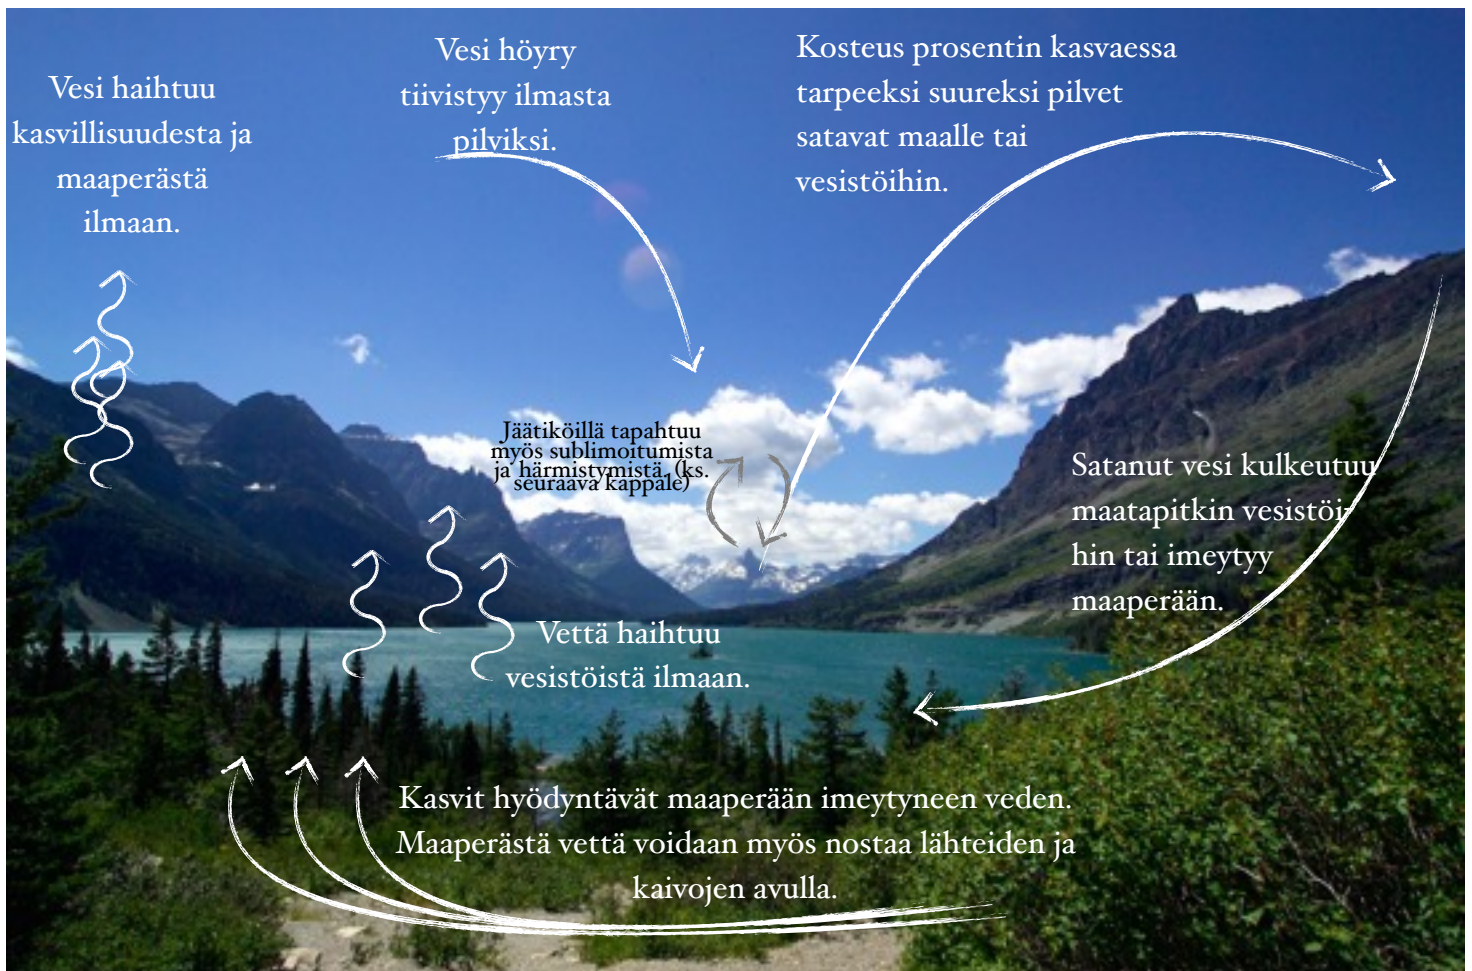 Vesi haihtuu
kasvillisuudesta ja
maaperästä
ilmaan.
Vesi höyry
tiivistyy ilmasta
pilviksi.
Kosteus prosentin kasvaessa
tarpeeksi suureksi pilvet
satavat maalle tai
vesistöihin.
Jäätiköillä tapahtuu
myös sublimoitumista
ja härmistymistä. (ks.
seuraava kappale)
Satanut vesi kulkeutuu
maatapitkin vesistöi-
hin tai imeytyy
maaperään.
Vettä haihtuu
vesistöistä ilmaan.
Kasvit hyödyntävät maaperään imeytyneen veden.
Maaperästä vettä voidaan myös nostaa lähteiden ja
kaivojen avulla.